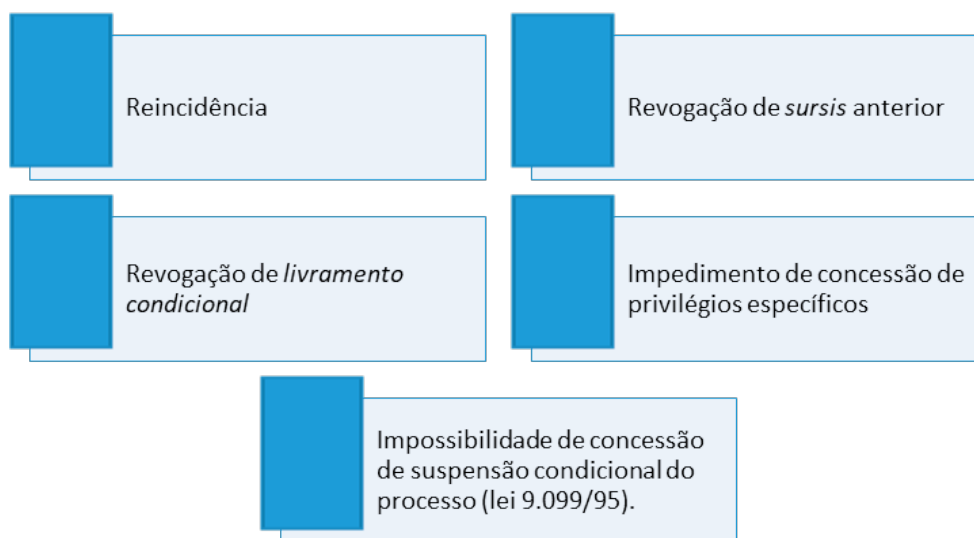 Reincidência
Revogação de sursis anterior
Revogação de livramento
condicional
Impedimento de concessão de
privilégios específicos
Impossibilidade de concessão
de suspensão condicional do
processo (lei 9.099/95).